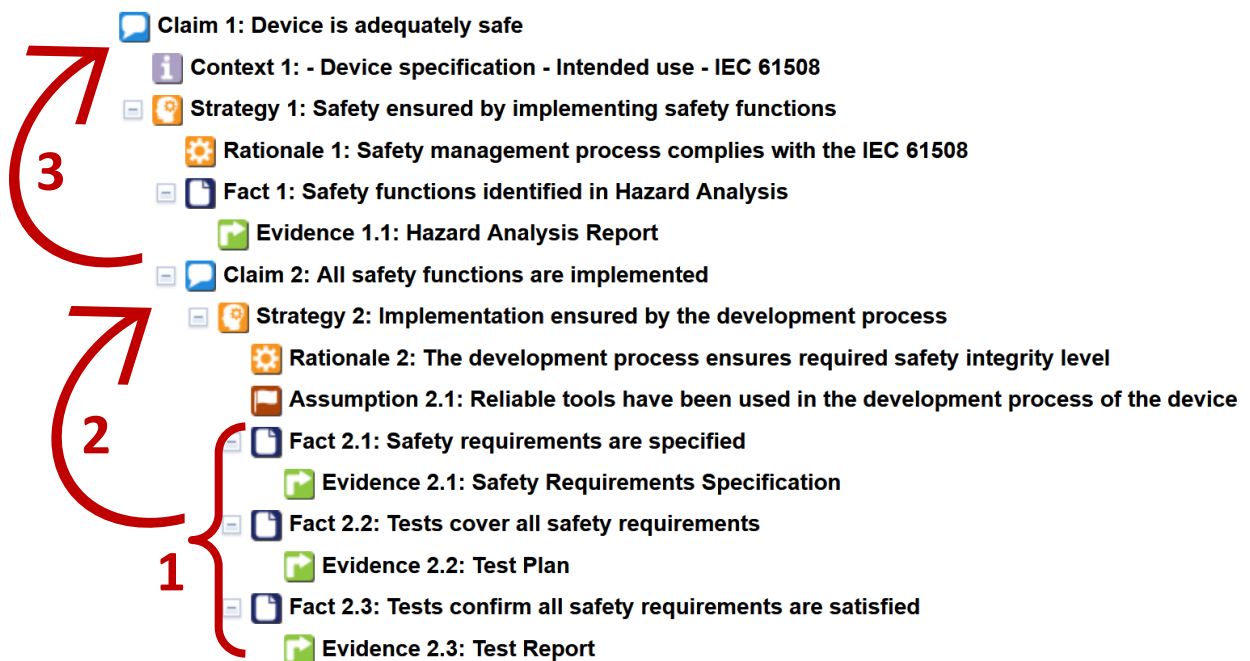 Claim 1: Device is adequately safe
Context 1: - Device specification - Intended use - IEC 61508
Strategy 1: Safety ensured by implementing safety functions
Rationale 1: Safety management process complies with the IEC 61508
3
Fact 1: Safety functions identified in Hazard Analysis
Evidence 1.1: Hazard Analysis Report
Claim 2: All safety functions are implemented
Strategy 2: Implementation ensured by the development process
Rationale 2: The development process ensures required safety integrity level
Assumption 2.1: Reliable tools have been used in the development process of the device
2
Fact 2.1: Safety requirements are specified
Evidence 2.1: Safety Requirements Specification
Fact 2.2: Tests cover all safety requirements
1
Evidence 2.2: Test Plan
Fact 2.3: Tests confirm all safety requirements are satisfied
Evidence 2.3: Test Report